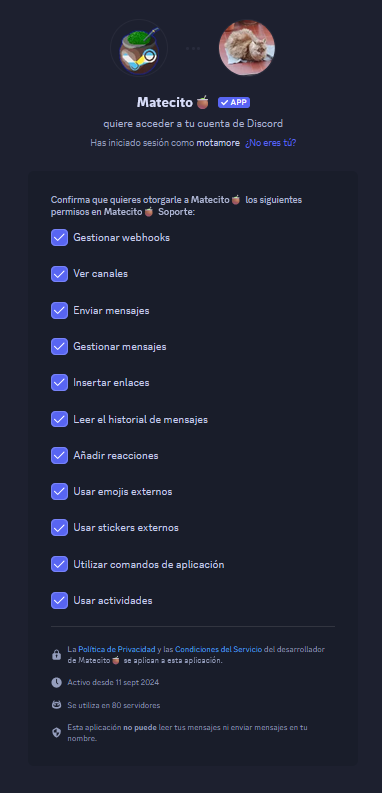 Matecito 🧉 APP
quiere acceder a tu cuenta de Discord
Has iniciado sesión como motamore ¿No eres tú?
Confirma que quieres otorgarle a Matecito 🧉 los siguientes
permisos en Matecito 🧉 Soporte:
Gestionar webhooks
Ver canales
Enviar mensajes
Gestionar mensajes
Insertar enlaces
Leer el historial de mensajes
Añadir reacciones
Usar emojis externos
Usar stickers externos
Utilizar comandos de aplicación
Usar actividades
La Política de Privacidad y las Condiciones del Servicio del desarrollador
de Matecito 🧉 se aplican a esta aplicación.
Activo desde 11 sept 2024
Se utiliza en 80 servidores
Esta aplicación no puede leer tus mensajes ni enviar mensajes en tu
nombre.